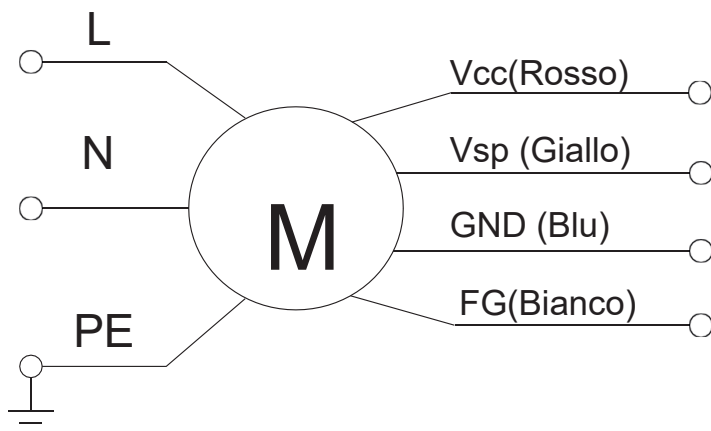 L
N
PE
M
Vcc(Rosso)
Vsp (Giallo)
GND (Blu)
FG(Bianco)